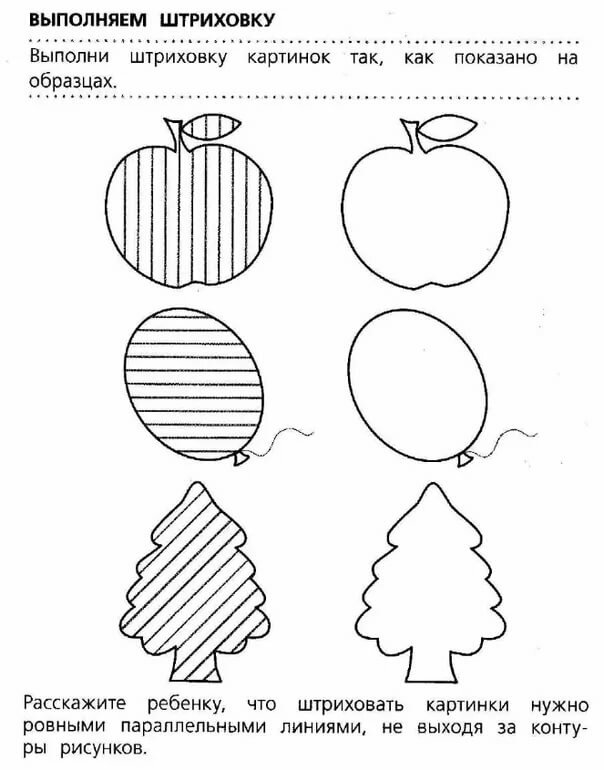 ВЫПОЛНЯЕМ ШТРИХОВКУ
Выполни штриховку картинок так, как показано на
образцах.
Расскажите ребенку, что штриховать картинки нужно
ровными параллельными линиями, не выходя за конту-
ры рисунков.